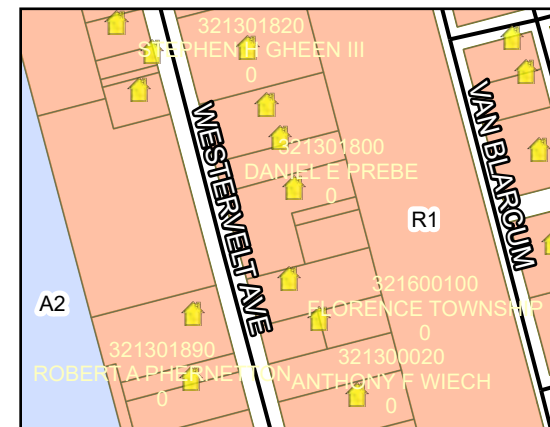 321301820
STEPHEN H GHEEN III
0
WESTERVELT AVE
VAN BLARCUM
321301800
DANIEL E PREBE
0
R1
A2
321600100
FLORENCE TOWNSHIP
0
321301890
ROBERT A PHERNETTON
0
321300020
ANTHONY F WIECH
0